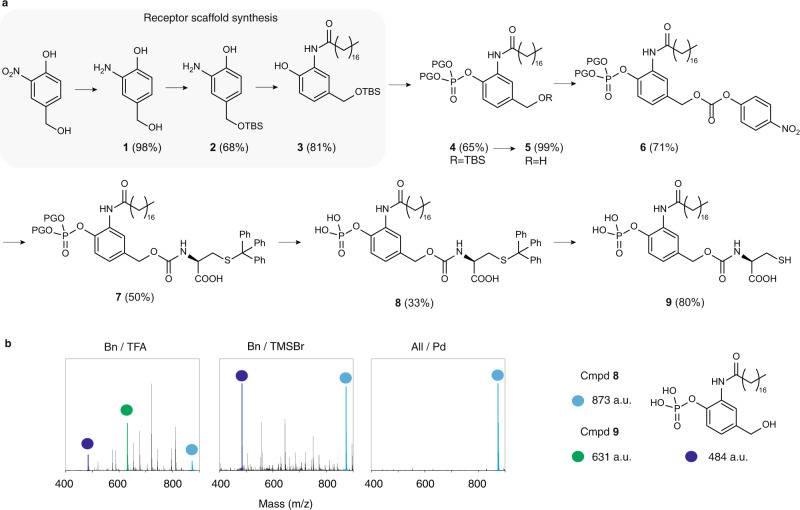 a
Receptor scaffold synthesis
OH
O2N
OH
OH
H2N
OH
1 (98%)
OH
H2N
OTBS
2 (68%)
O
HN
16
HO
OTBS
3 (81%)
O
HN
16
PGO
PGO
P
O
O
OR
4 (65%)
5 (99%)
R=TBS
R=H
O
HN
16
PGO
PGO
P
O
O
O
O
O
NO2
6 (71%)
O
HN
16
PGO
PGO
P
O
O
O
O
H
N
S
Ph
Ph
Ph
COOH
7 (50%)
O
HN
16
HO
HO
P
O
O
O
O
H
N
S
Ph
Ph
Ph
COOH
8 (33%)
O
HN
16
HO
HO
P
O
O
O
O
H
N
SH
COOH
9 (80%)
b
Bn / TFA
Bn / TMSBr
All / Pd
400 600 800
400 600 800
400 600 800
Mass (m/z)
Cmpd 8
873 a.u.
Cmpd 9
631 a.u.
O
HN
16
HO
HO
P
O
O
OH
484 a.u.